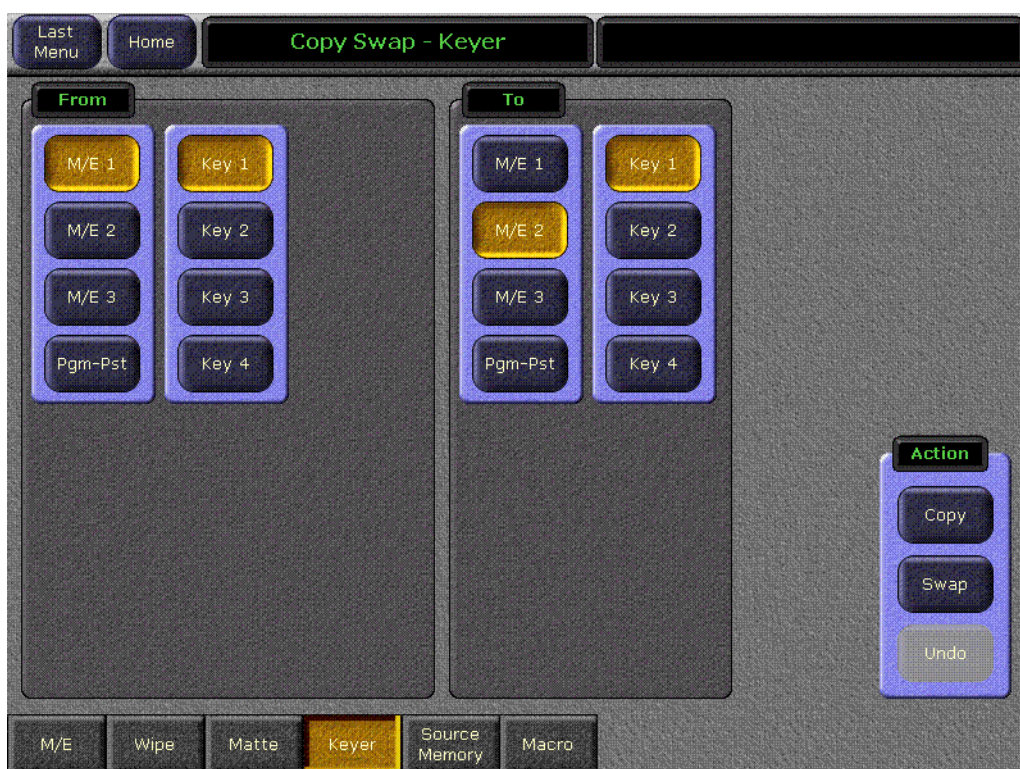 Last Menu
Home
Copy Swap - Keyer
From
M/E 1
Key 1
M/E 2
Key 2
M/E 3
Key 3
Pgm-Pst
Key 4
To
M/E 1
Key 1
M/E 2
Key 2
M/E 3
Key 3
Pgm-Pst
Key 4
Action
Copy
Swap
Undo
M/E
Wipe
Matte
Keyer
Source Memory
Macro